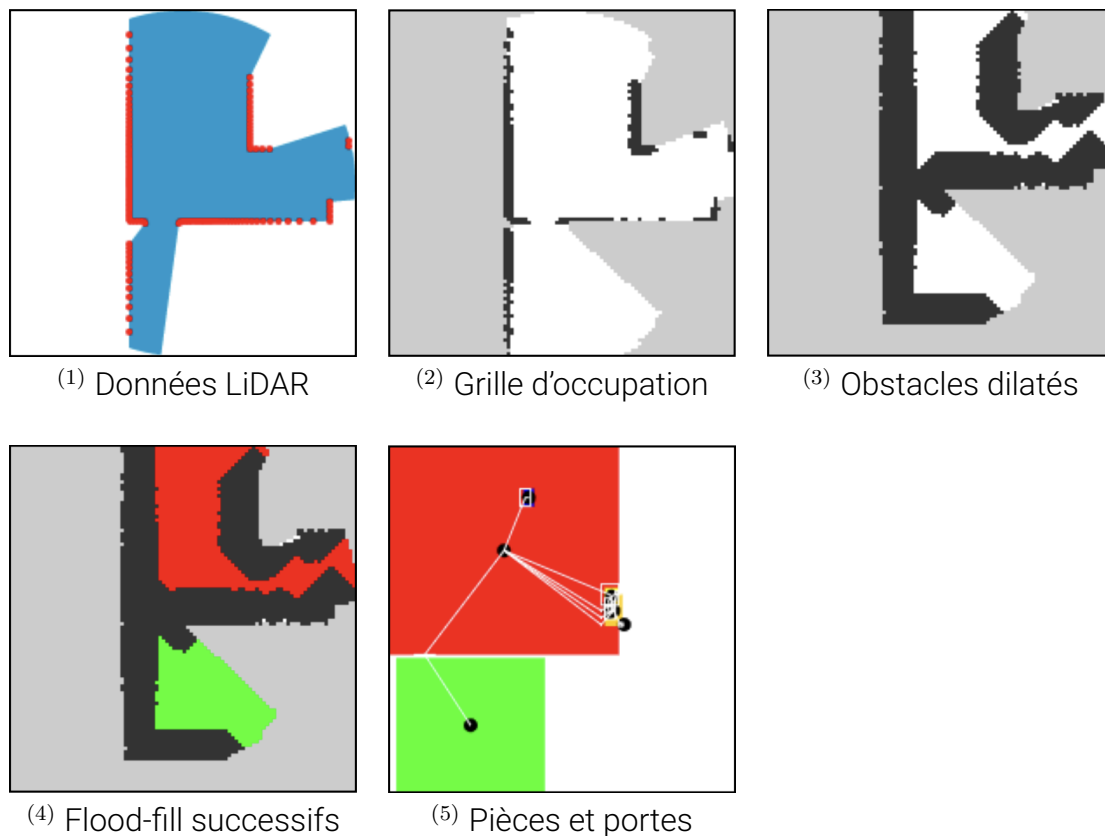 (1) Données LiDAR
(2) Grille d'occupation
(3) Obstacles dilatés
(4) Flood-fill successifs
(5) Pièces et portes